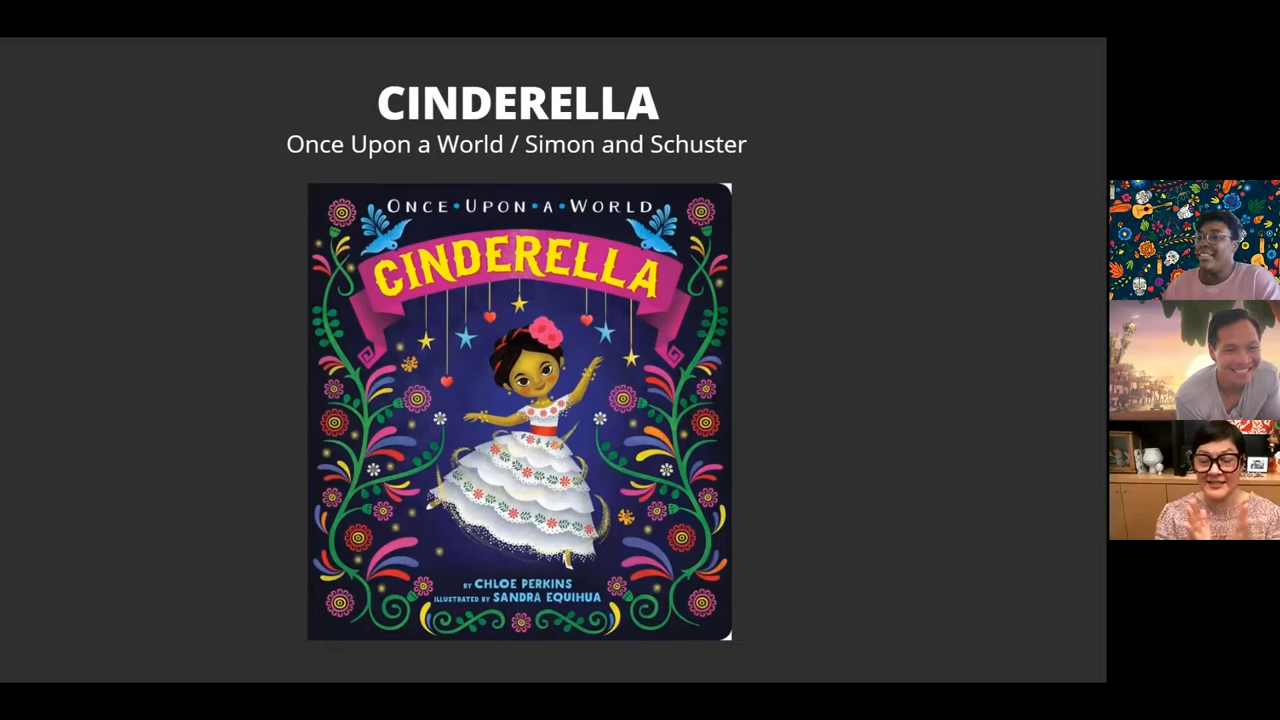 CINDERELLA
Once Upon a World / Simon and Schuster
ONCE•UPON•A•WORLD
CINDERELLA
BY CHLOE PERKINS
ILLUSTRATED BY SANDRA EQUIHUA